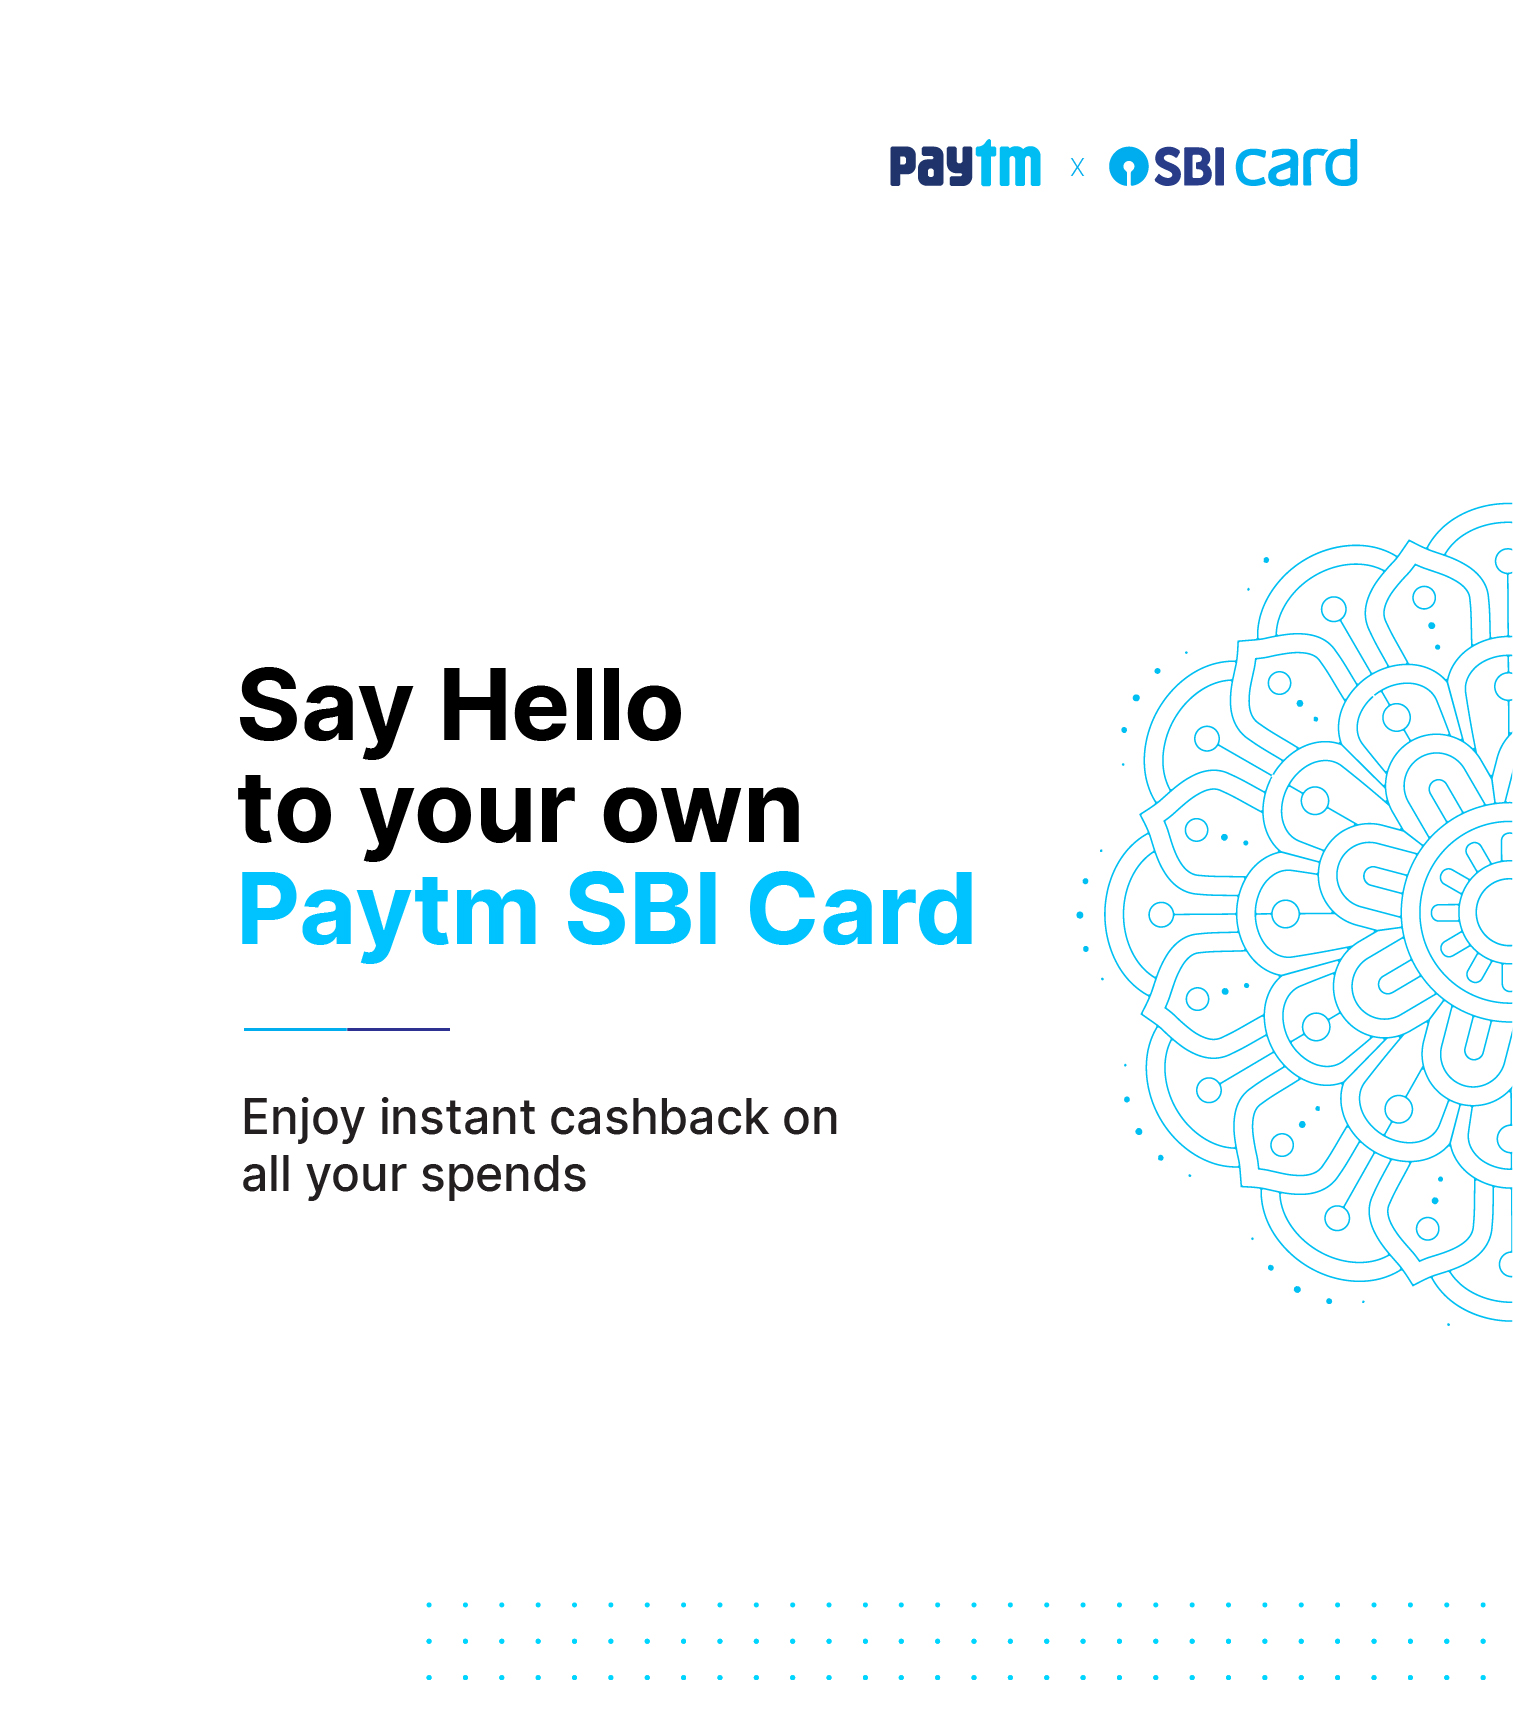 paytm x SBI card
Say Hello
to your own
Paytm SBI Card
Enjoy instant cashback on
all your spends